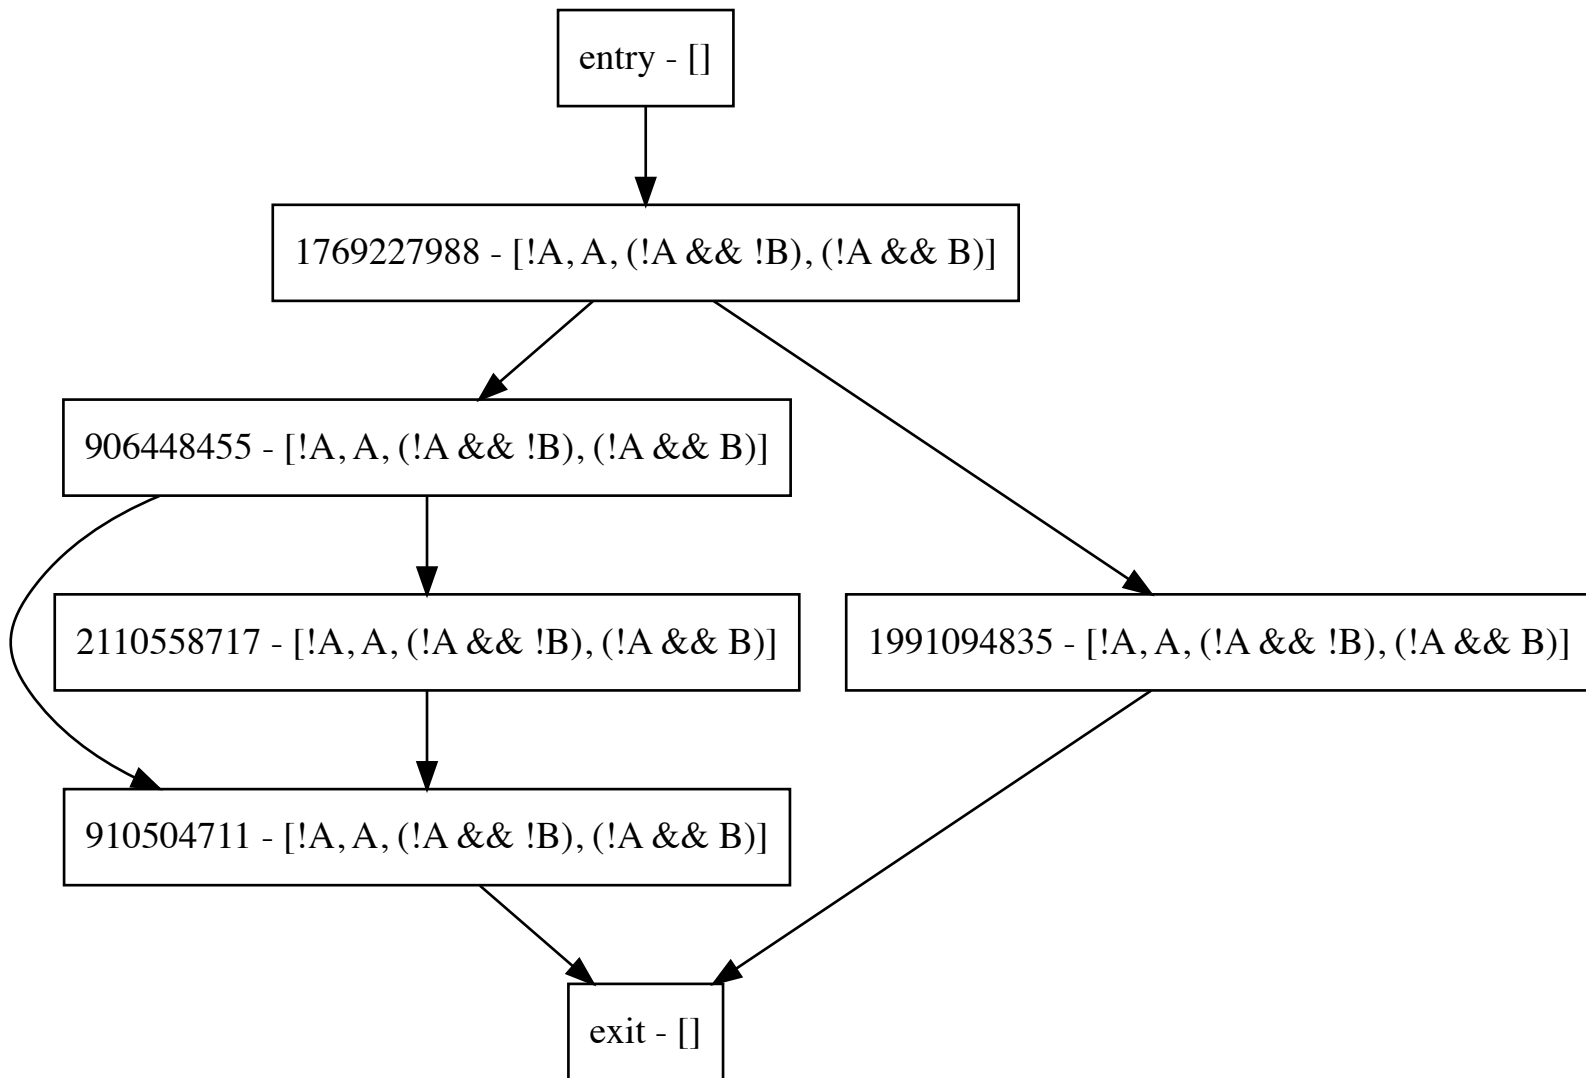 entry - []
1769227988 - [!A, A, (!A && !B), (!A && B)]
906448455 - [!A, A, (!A && !B), (!A && B)]
2110558717 - [!A, A, (!A && !B), (!A && B)]
1991094835 - [!A, A, (!A && !B), (!A && B)]
910504711 - [!A, A, (!A && !B), (!A && B)]
exit - []